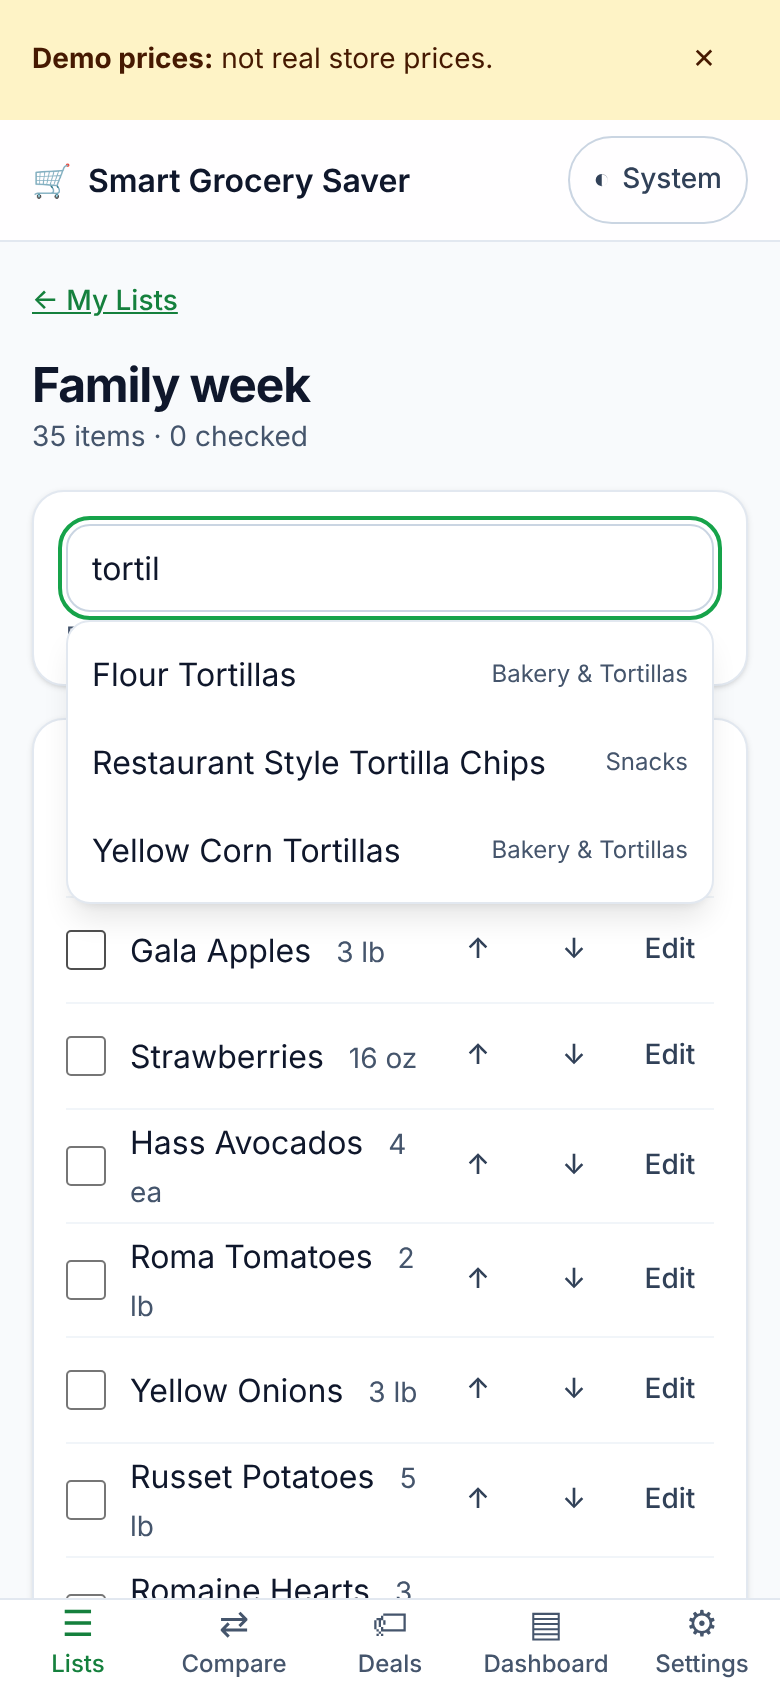 Demo prices: not real store prices. ✕
Smart Grocery Saver
System
← My Lists
Family week
35 items · 0 checked
tortil
Flour Tortillas Bakery & Tortillas
Restaurant Style Tortilla Chips Snacks
Yellow Corn Tortillas Bakery & Tortillas
Gala Apples 3 lb ↑ ↓ Edit
Strawberries 16 oz ↑ ↓ Edit
Hass Avocados 4
ea ↑ ↓ Edit
Roma Tomatoes 2
lb ↑ ↓ Edit
Yellow Onions 3 lb ↑ ↓ Edit
Russet Potatoes 5
lb ↑ ↓ Edit
Romaine Hearts 3
Lists Compare Deals Dashboard Settings